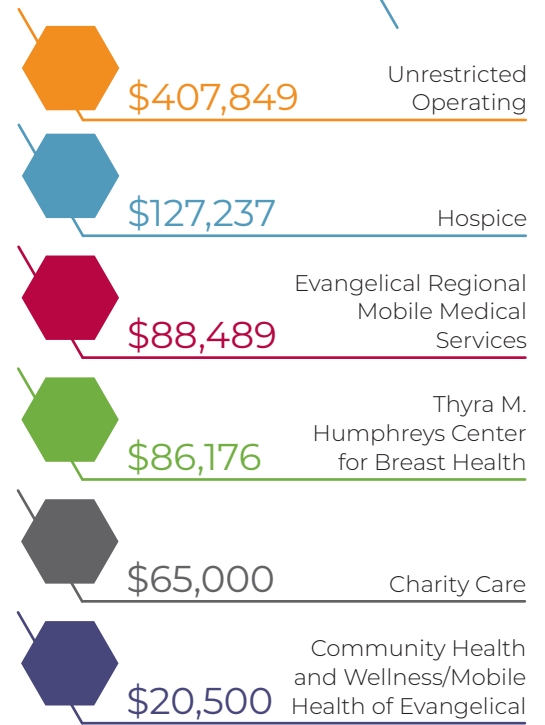 $407,849
Unrestricted
Operating
$127,237
Hospice
$88,489
Evangelical Regional
Mobile Medical
Services
$86,176
Thyra M.
Humphreys Center
for Breast Health
$65,000
Charity Care
$20,500
Community Health
and Wellness/Mobile
Health of Evangelical